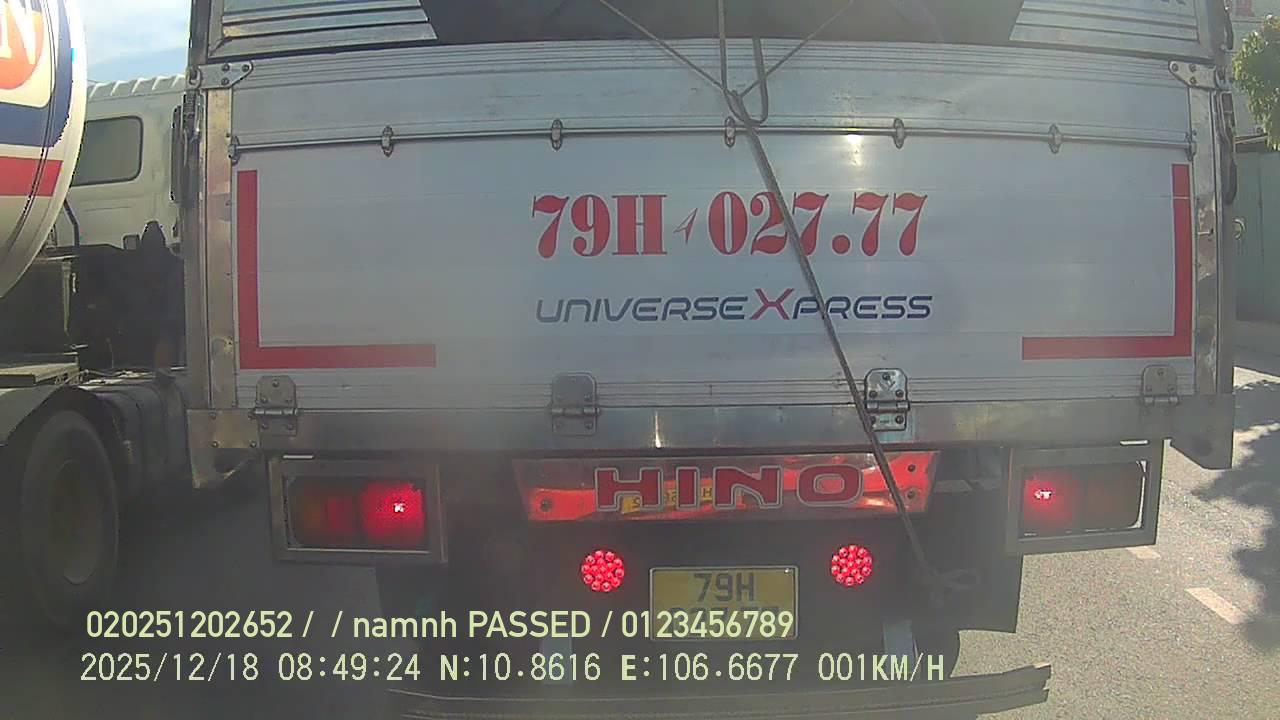 79H 027.77
UNIVERSEXPRESS
HINO
79H
020251202652 / / namnh PASSED / 0123456789
2025/12/18 08:49:24 N:10.8616 E:106.6677 001KM/H